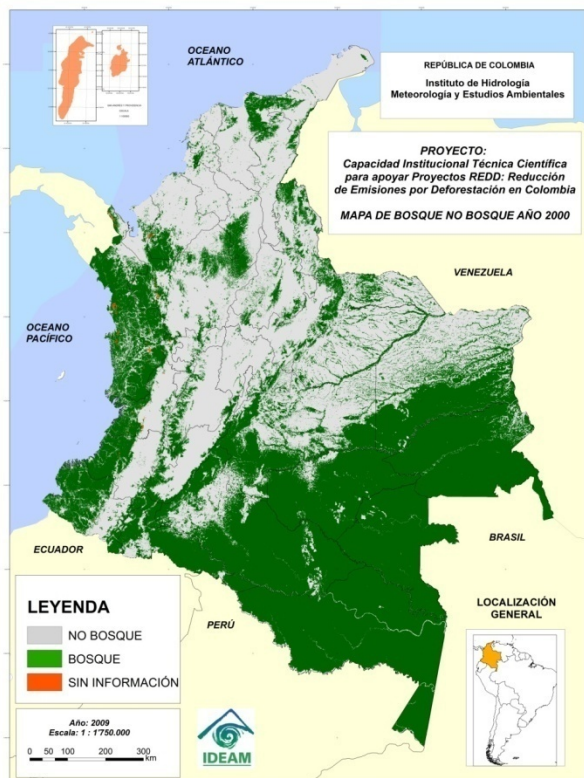 OCEANO
ATLÁNTICO
REPÚBLICA DE COLOMBIA
Instituto de Hidrología
Meteorología y Estudios Ambientales
PROYECTO:
Capacidad Institucional Técnica Científica
para apoyar Proyectos REDD: Reducción
de Emisiones por Deforestación en Colombia
MAPA DE BOSQUE NO BOSQUE AÑO 2000
VENEZUELA
OCEANO
PACÍFICO
ECUADOR
BRASIL
PERÚ
LEYENDA
NO BOSQUE
BOSQUE
SIN INFORMACIÓN
LOCALIZACIÓN
GENERAL
Año: 2009
Escala: 1 : 1'750.000
0 50 100 200 300
km
IDEAM